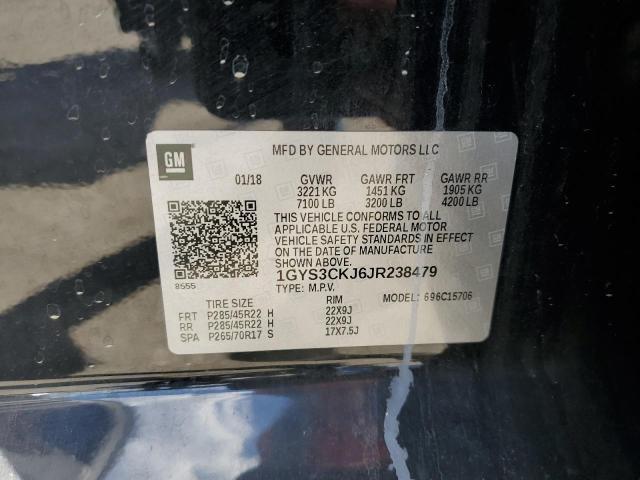 GM
MFD BY GENERAL MOTORS LLC
01/18 GVWR GAWR FRT GAWR RR
3221 KG 1451 KG 1905 KG
7100 LB 3200 LB 4200 LB
THIS VEHICLE CONFORMS TO ALL
APPLICABLE U.S. FEDERAL MOTOR
VEHICLE SAFETY STANDARDS IN EFFECT
ON THE DATE OF MANUFACTURE
SHOWN ABOVE.
1GYS3CKJ6JR238479
8555
TYPE: M.P.V. MODEL: 696C15706
TIRE SIZE RIM
FRT P285/45R22 H 22X9J
RR P285/45R22 H 22X9J
SPA P265/70R17 S 17X7.5J